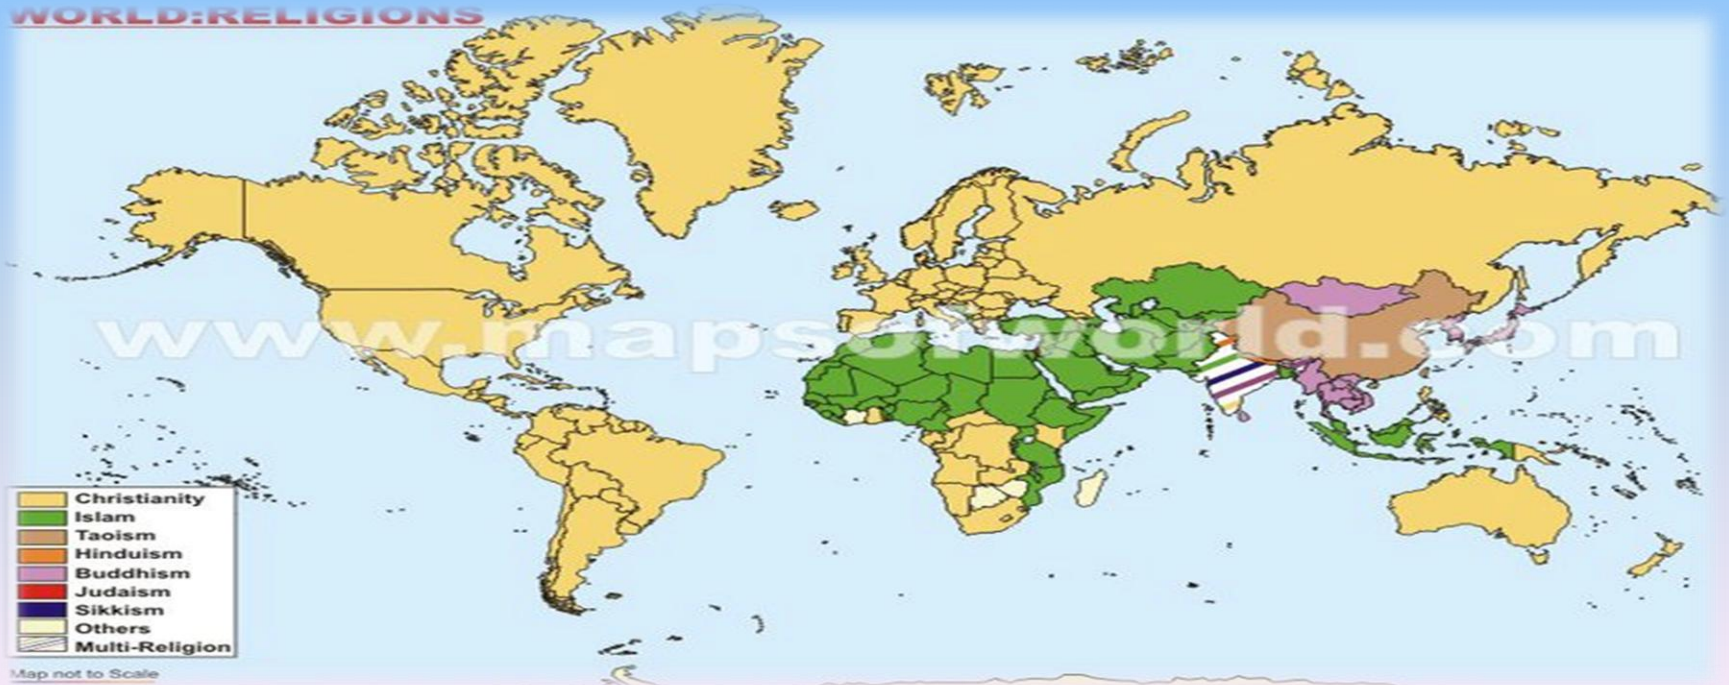 WORLD:RELIGIONS
www.mapsofworld.com
Christianity
Islam
Taoism
Hinduism
Buddhism
Judaism
Sikkism
Others
Multi-Religion
Map not to Scale